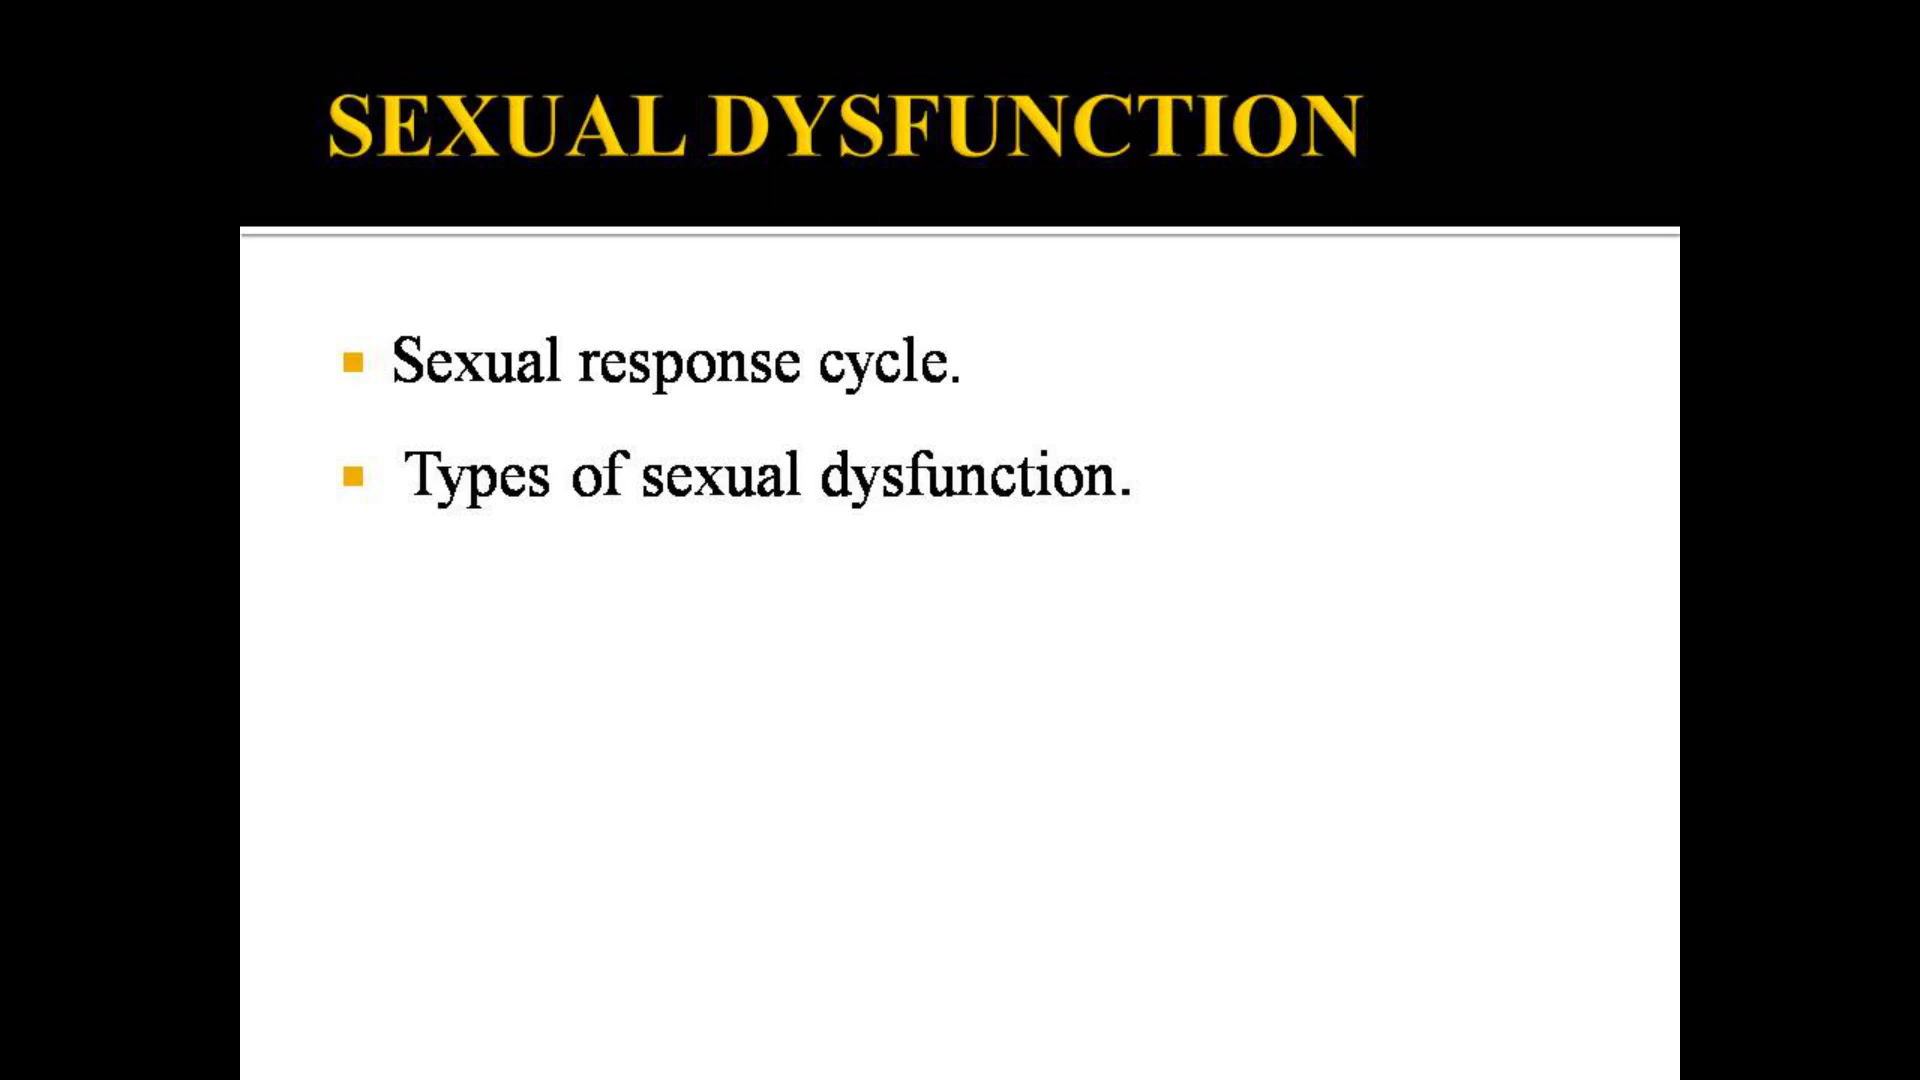 SEXUAL DYSFUNCTION
Sexual response cycle.
Types of sexual dysfunction.